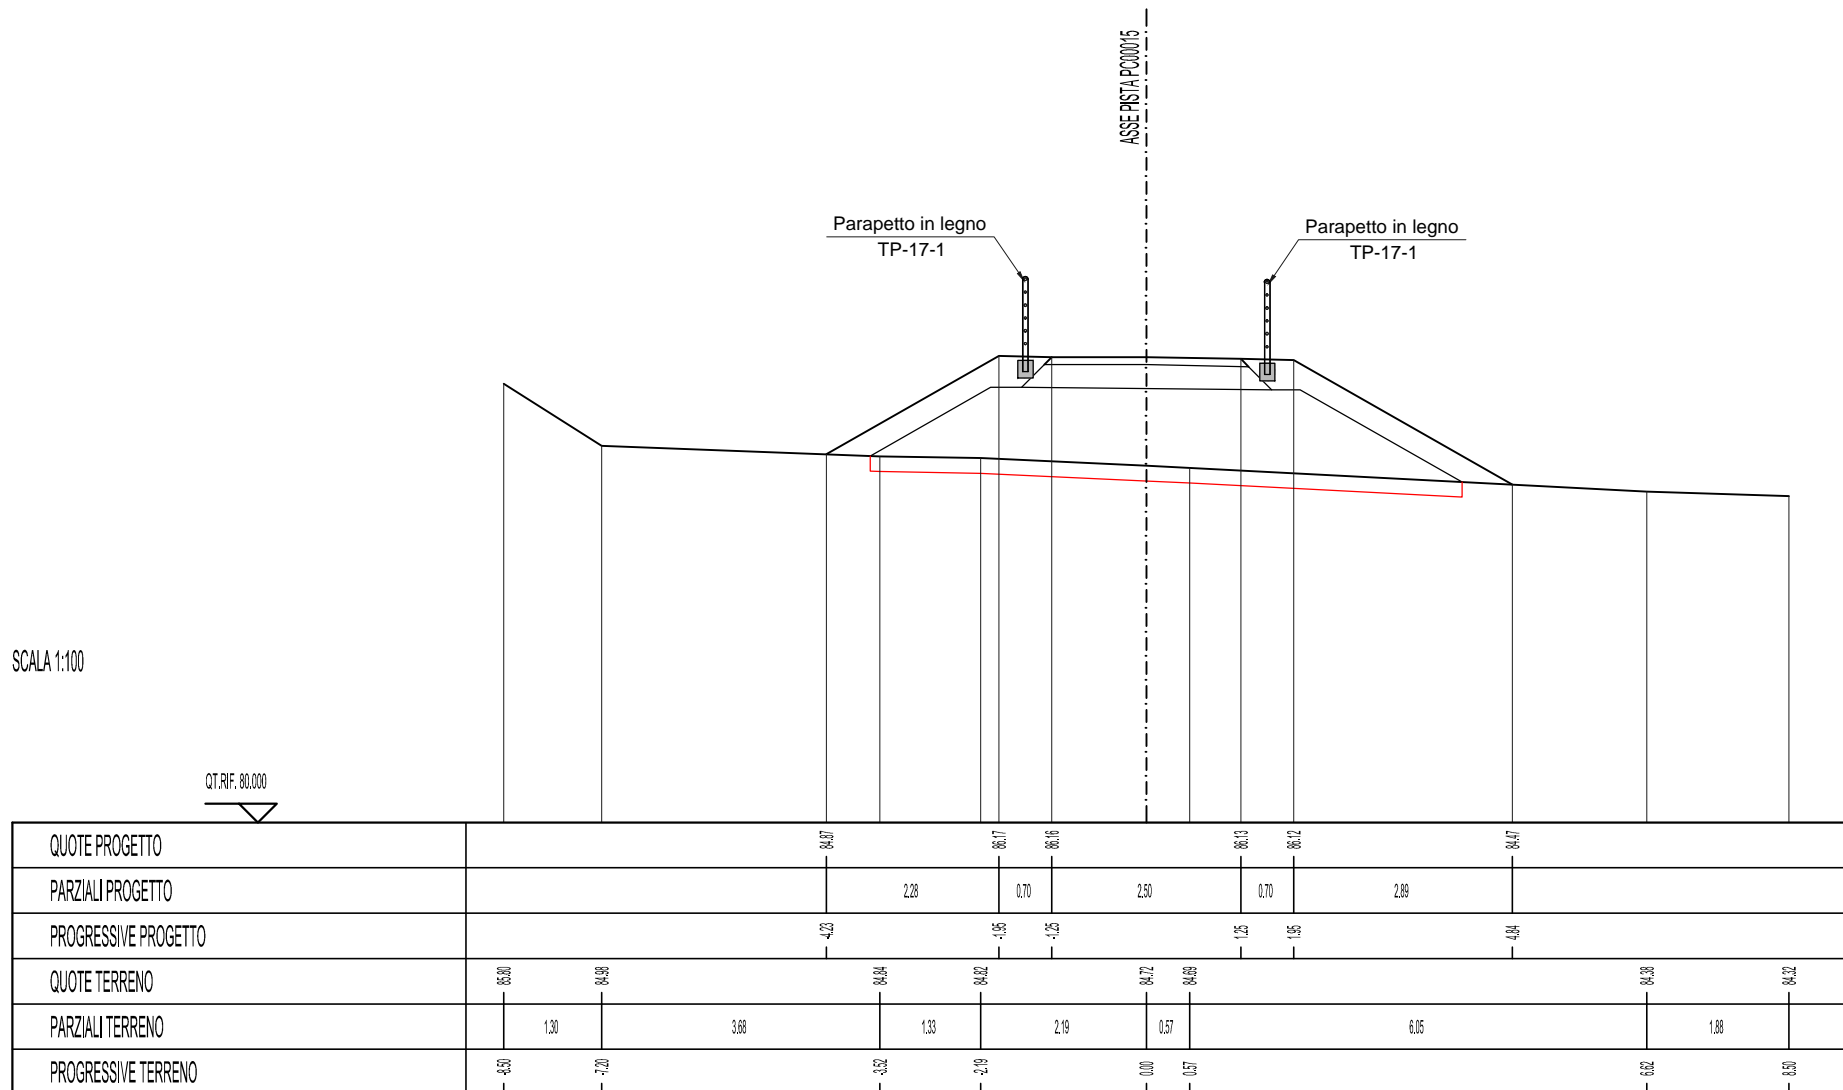 ASSE PISTA PC00015
Parapetto in legno
TP-17-1
Parapetto in legno
TP-17-1
SCALA 1:100
QT.RIF. 80.000
QUOTE PROGETTO 84.87 86.17 86.16 86.13 86.12 84.47
PARZIALI PROGETTO 2.28 0.70 2.50 0.70 2.89
PROGRESSIVE PROGETTO -4.23 -1.95 -1.25 1.25 1.95 4.84
QUOTE TERRENO 85.80 84.98 84.84 84.82 84.72 84.69 84.38 84.32
PARZIALI TERRENO 1.30 3.68 1.33 2.19 0.57 6.05 1.88
PROGRESSIVE TERRENO -8.50 -7.20 -3.52 -2.19 0.00 0.57 6.62 8.50